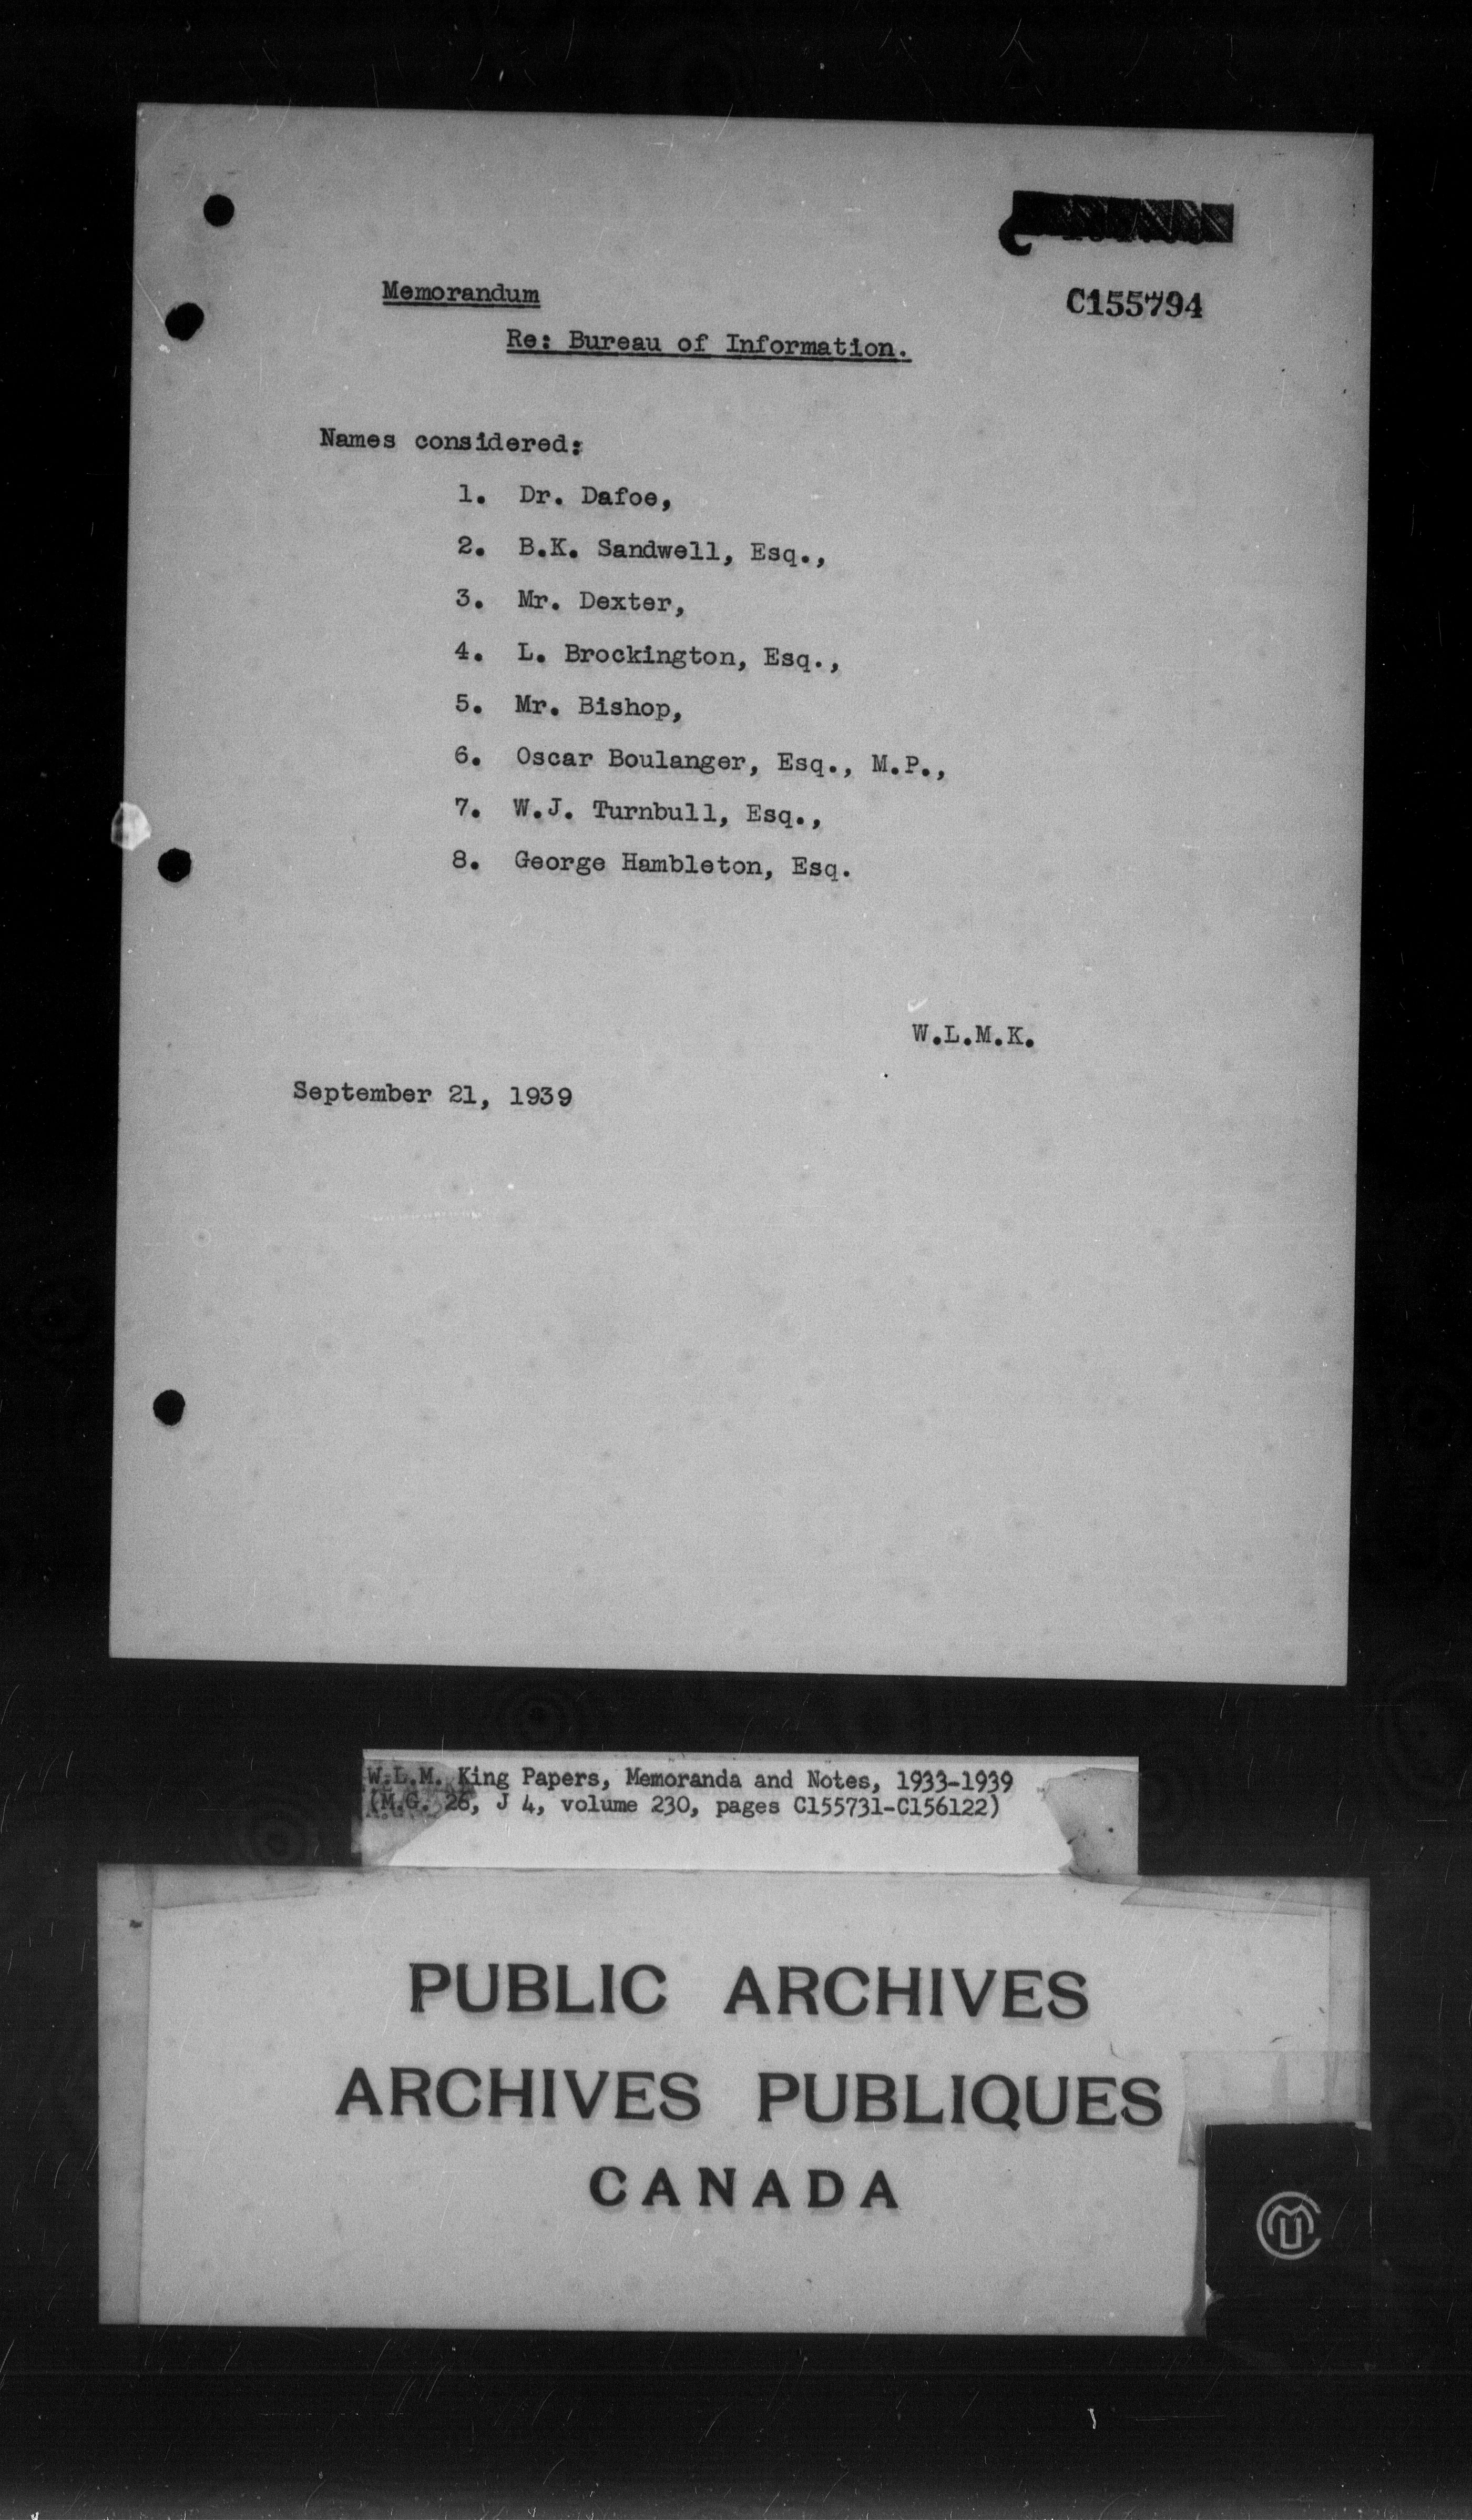 C155794
Memorandum
Re: Bureau of Information.
Names considered:
1. Dr. Dafoe,
2. B.K. Sandwell, Esq.,
3. Mr. Dexter,
4. L. Brockington, Esq.,
5. Mr. Bishop,
6. Oscar Boulanger, Esq., M.P.,
7. W.J. Turnbull, Esq.,
8. George Hambleton, Esq.
W.L.M.K.
September 21, 1939
W.L.M. King Papers, Memoranda and Notes, 1933-1939
(M.G. 26, J 4, volume 230, pages C155731-C156122)
PUBLIC ARCHIVES
ARCHIVES PUBLIQUES
CANADA